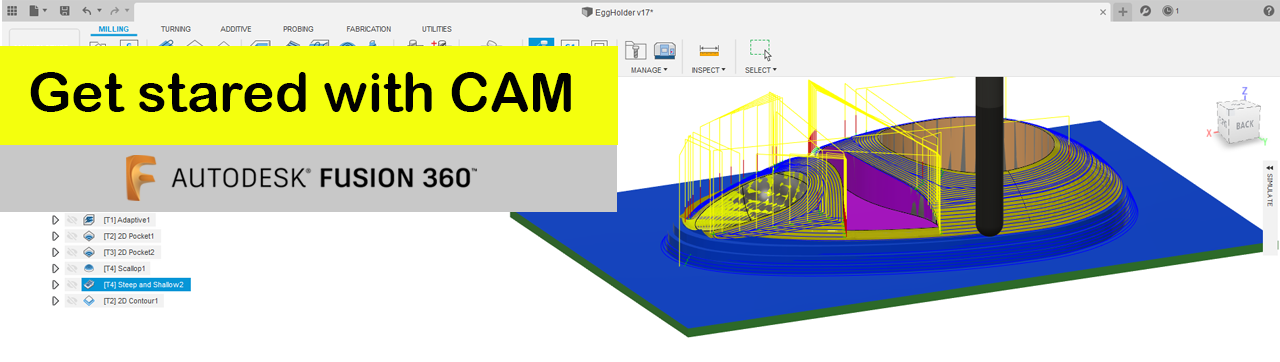 EggHolder v17*
1
MILLING TURNING ADDITIVE PROBING FABRICATION UTILITIES
MANAGE INSPECT SELECT
Get stared with CAM
AUTODESK® FUSION 360™
[T1] Adaptive1
[T2] 2D Pocket1
[T3] 2D Pocket2
[T4] Scallop1
[T4] Steep and Shallow2
[T2] 2D Contour1
Z
X
BACK
Y
SIMULATE